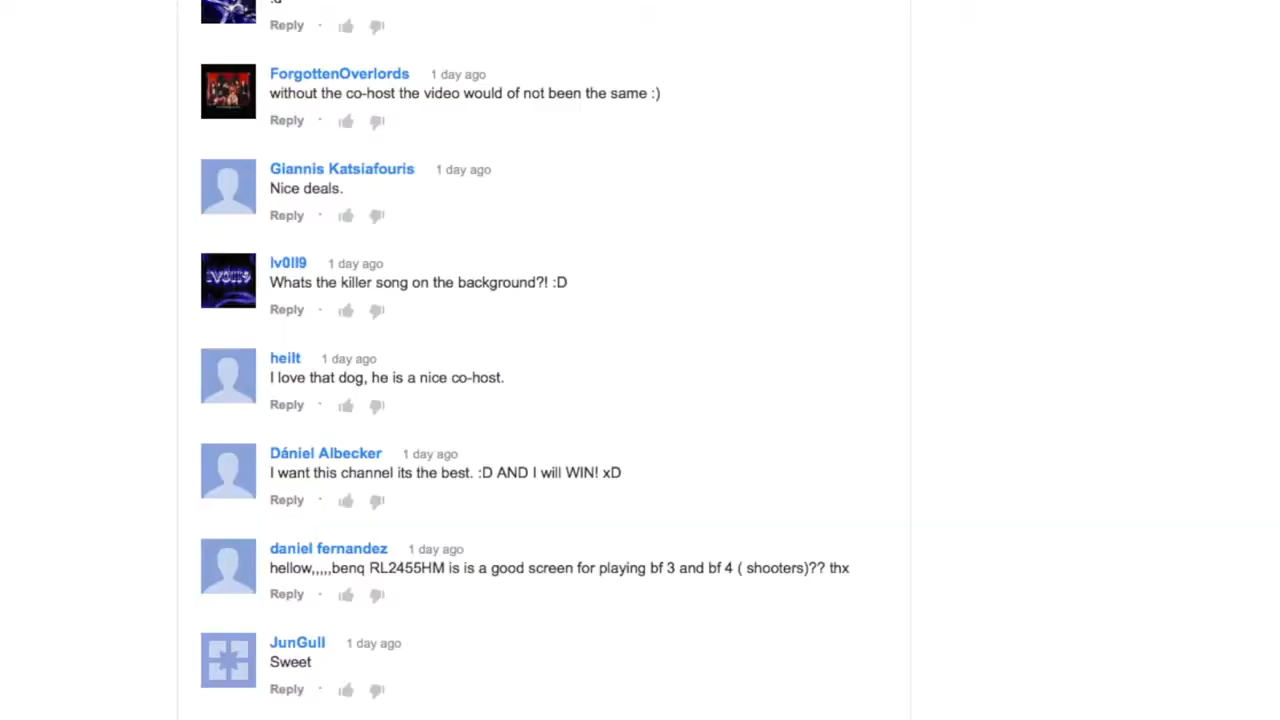 Reply ·
ForgottenOverlords 1 day ago
without the co-host the video would of not been the same :)
Reply ·
Giannis Katsiafouris 1 day ago
Nice deals.
Reply ·
lv0ll9 1 day ago
Whats the killer song on the background?! :D
Reply ·
heilt 1 day ago
I love that dog, he is a nice co-host.
Reply ·
Dániel Albecker 1 day ago
I want this channel its the best. :D AND I will WIN! xD
Reply ·
daniel fernandez 1 day ago
hellow,,,,,benq RL2455HM is is a good screen for playing bf 3 and bf 4 ( shooters)?? thx
Reply ·
JunGull 1 day ago
Sweet
Reply ·